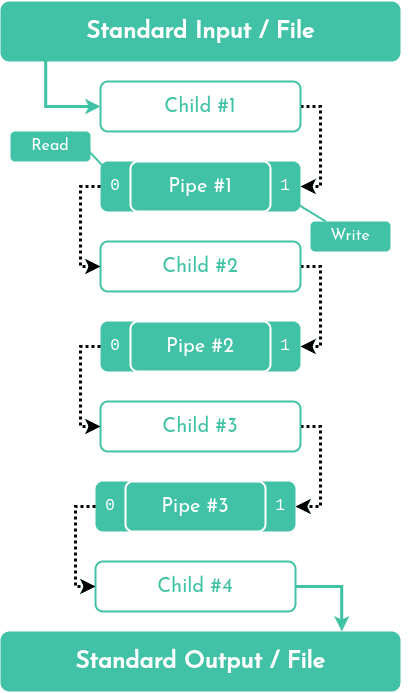 Standard Input / File
Child #1
Read
0 Pipe #1 1
Write
Child #2
0 Pipe #2 1
Child #3
0 Pipe #3 1
Child #4
Standard Output / File